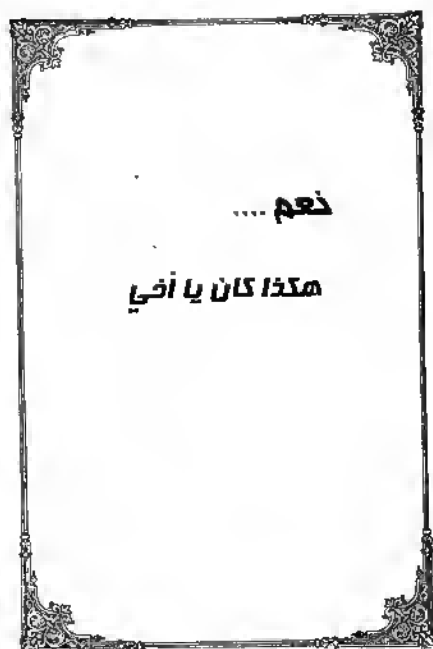 نعم ....
هكذا كان يا أخي